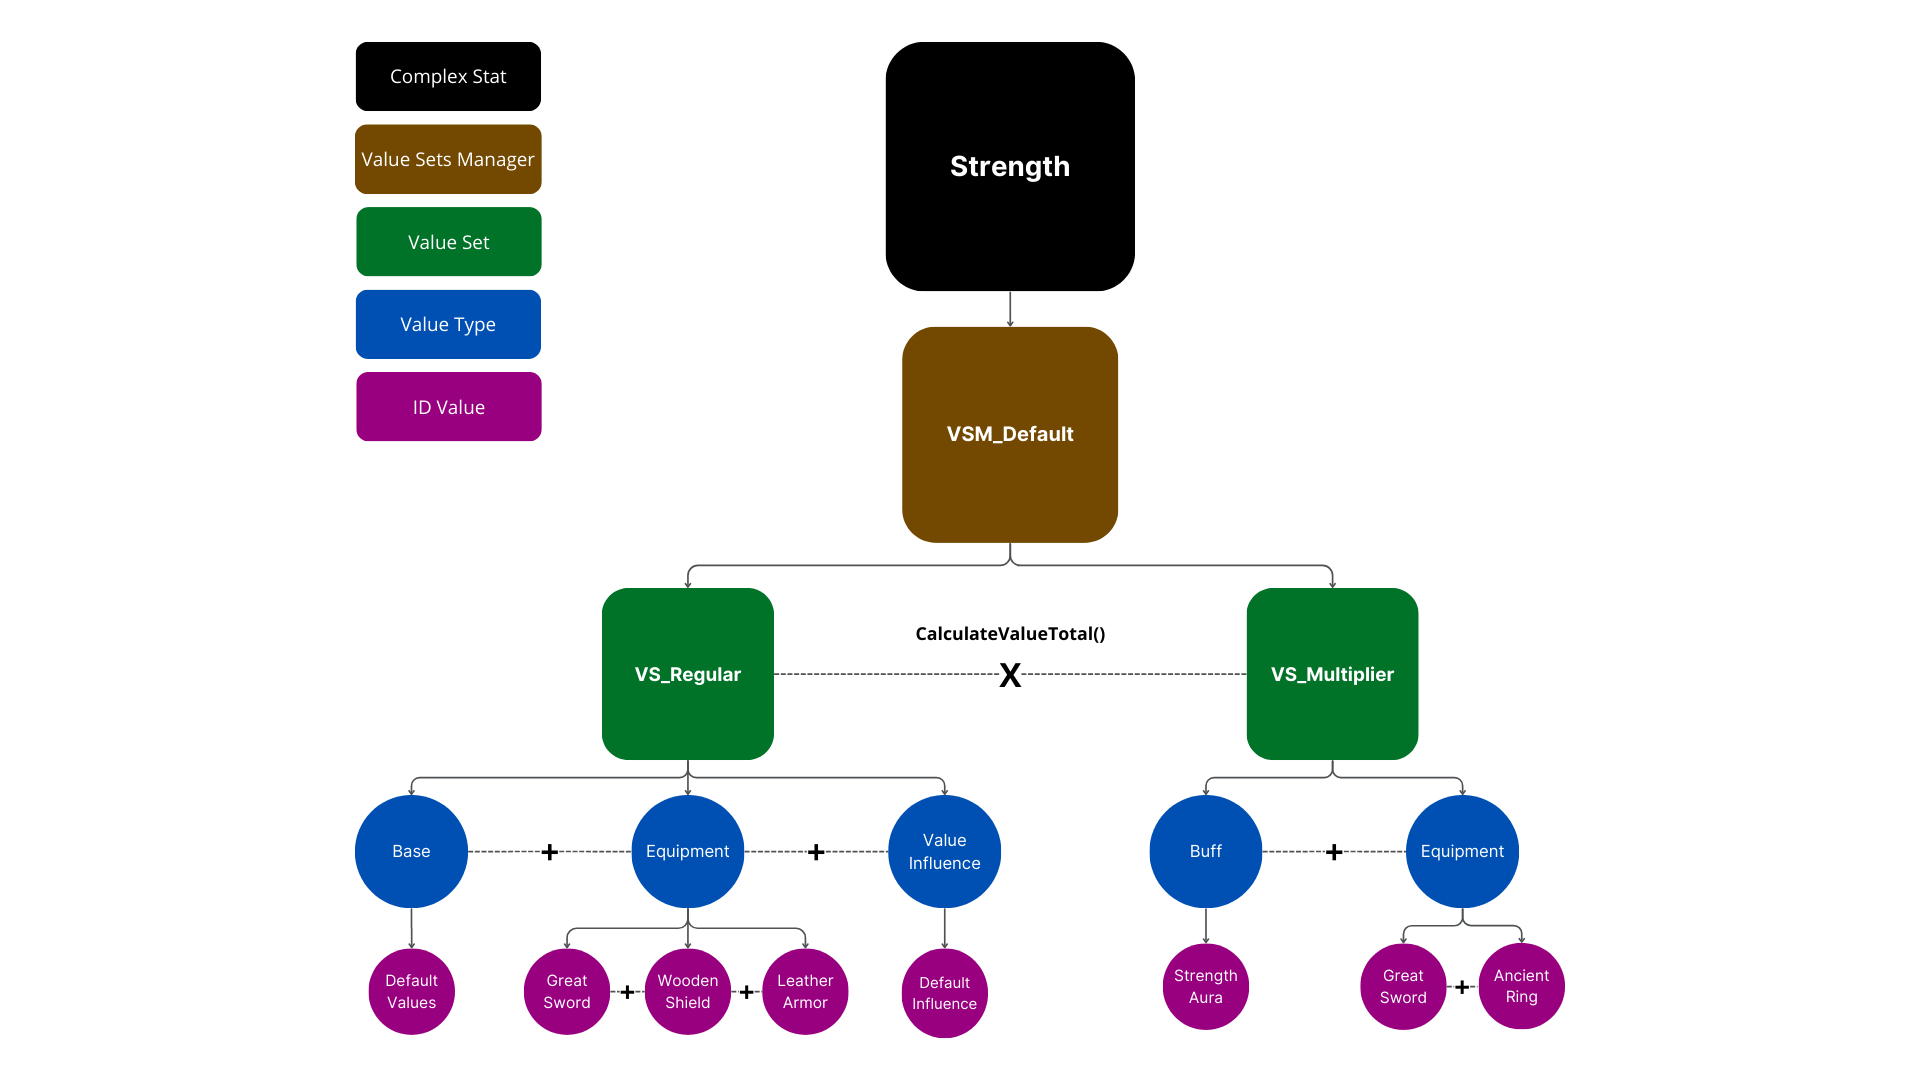 Complex Stat
Value Sets Manager
Value Set
Value Type
ID Value
Strength
VSM_Default
CalculateValueTotal()
VS_Regular
X
VS_Multiplier
Base
+
Equipment
+
Value
Influence
Buff
+
Equipment
Default
Values
Great
Sword
+
Wooden
Shield
+
Leather
Armor
Default
Influence
Strength
Aura
Great
Sword
+
Ancient
Ring